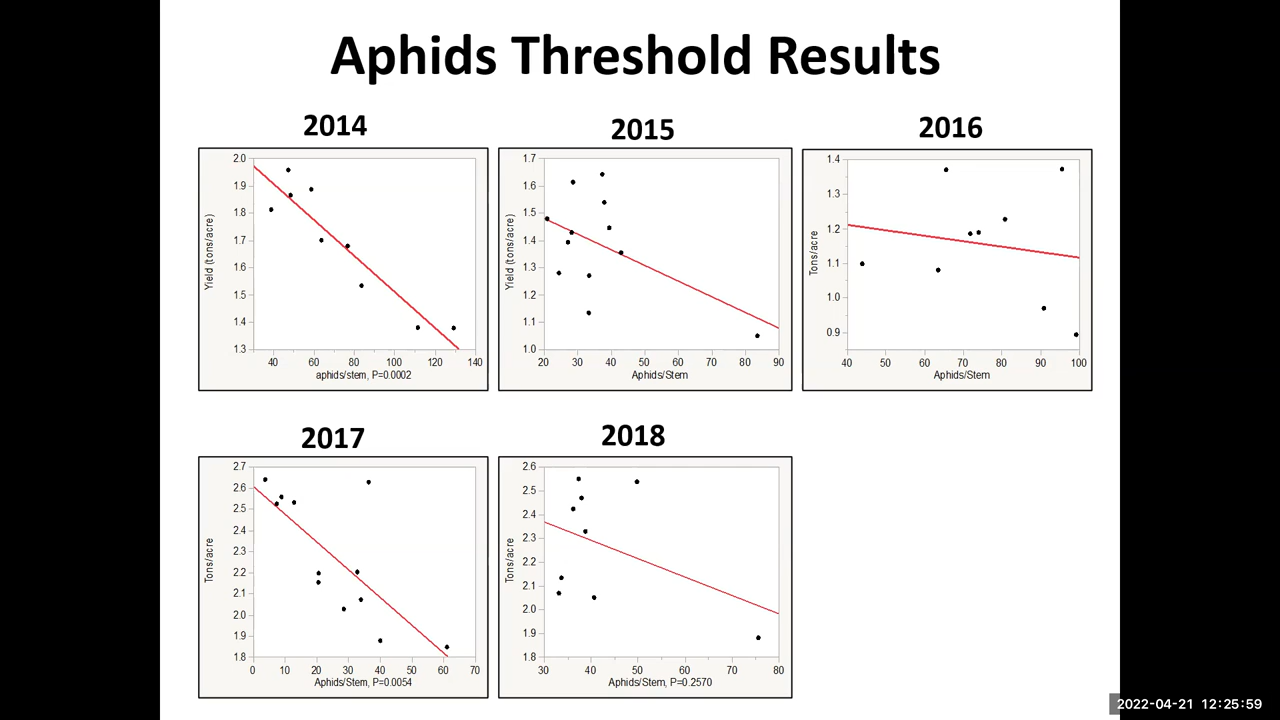 Aphids Threshold Results
2014
2015
2016
2.0
1.9
1.8
1.7
1.6
1.5
1.4
1.3
Yield (tons/acre)
40 60 80 100 120 140
aphids/stem, P=0.0002
1.7
1.6
1.5
1.4
1.3
1.2
1.1
1.0
Yield (tons/acre)
20 30 40 50 60 70 80 90
Aphids/Stem
1.4
1.3
1.2
1.1
1.0
0.9
Tons/acre
40 50 60 70 80 90 100
Aphids/Stem
2017
2018
2.7
2.6
2.5
2.4
2.3
2.2
2.1
2.0
1.9
1.8
Tons/acre
0 10 20 30 40 50 60 70
Aphids/Stem, P=0.0054
2.6
2.5
2.4
2.3
2.2
2.1
2.0
1.9
1.8
Tons/acre
30 40 50 60 70 80
Aphids/Stem, P=0.2570
2022-04-21 12:25:59